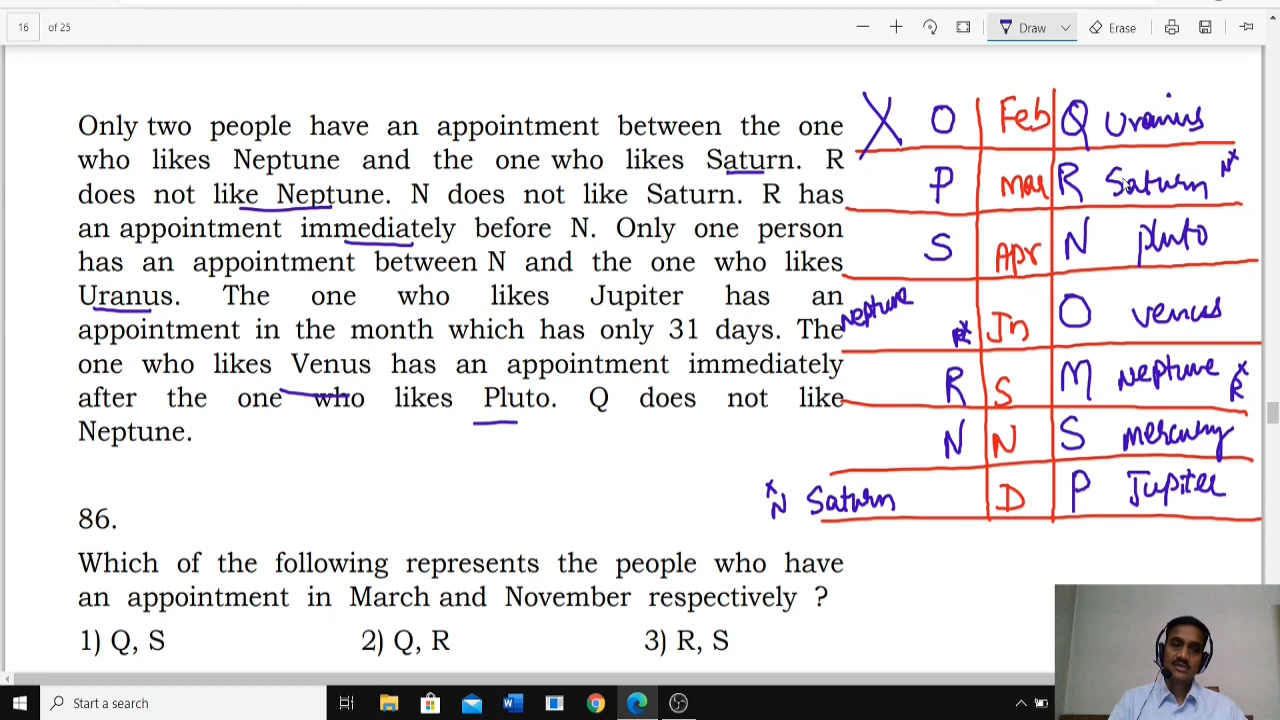 16 of 25
Draw Erase
Only two people have an appointment between the one
who likes Neptune and the one who likes Saturn. R
does not like Neptune. N does not like Saturn. R has
an appointment immediately before N. Only one person
has an appointment between N and the one who likes
Uranus. The one who likes Jupiter has an
appointment in the month which has only 31 days. The
one who likes Venus has an appointment immediately
after the one who likes Pluto. Q does not like
Neptune.
86.
Which of the following represents the people who have
an appointment in March and November respectively ?
1) Q, S 2) Q, R 3) R, S
X O Feb Q Uranius
P Mar R Saturn N x
S Apr N pluto
Neptune R x Jn O venus
R S M Neptune R x
N N S mercury
N x Saturn D P Jupiter
Start a search